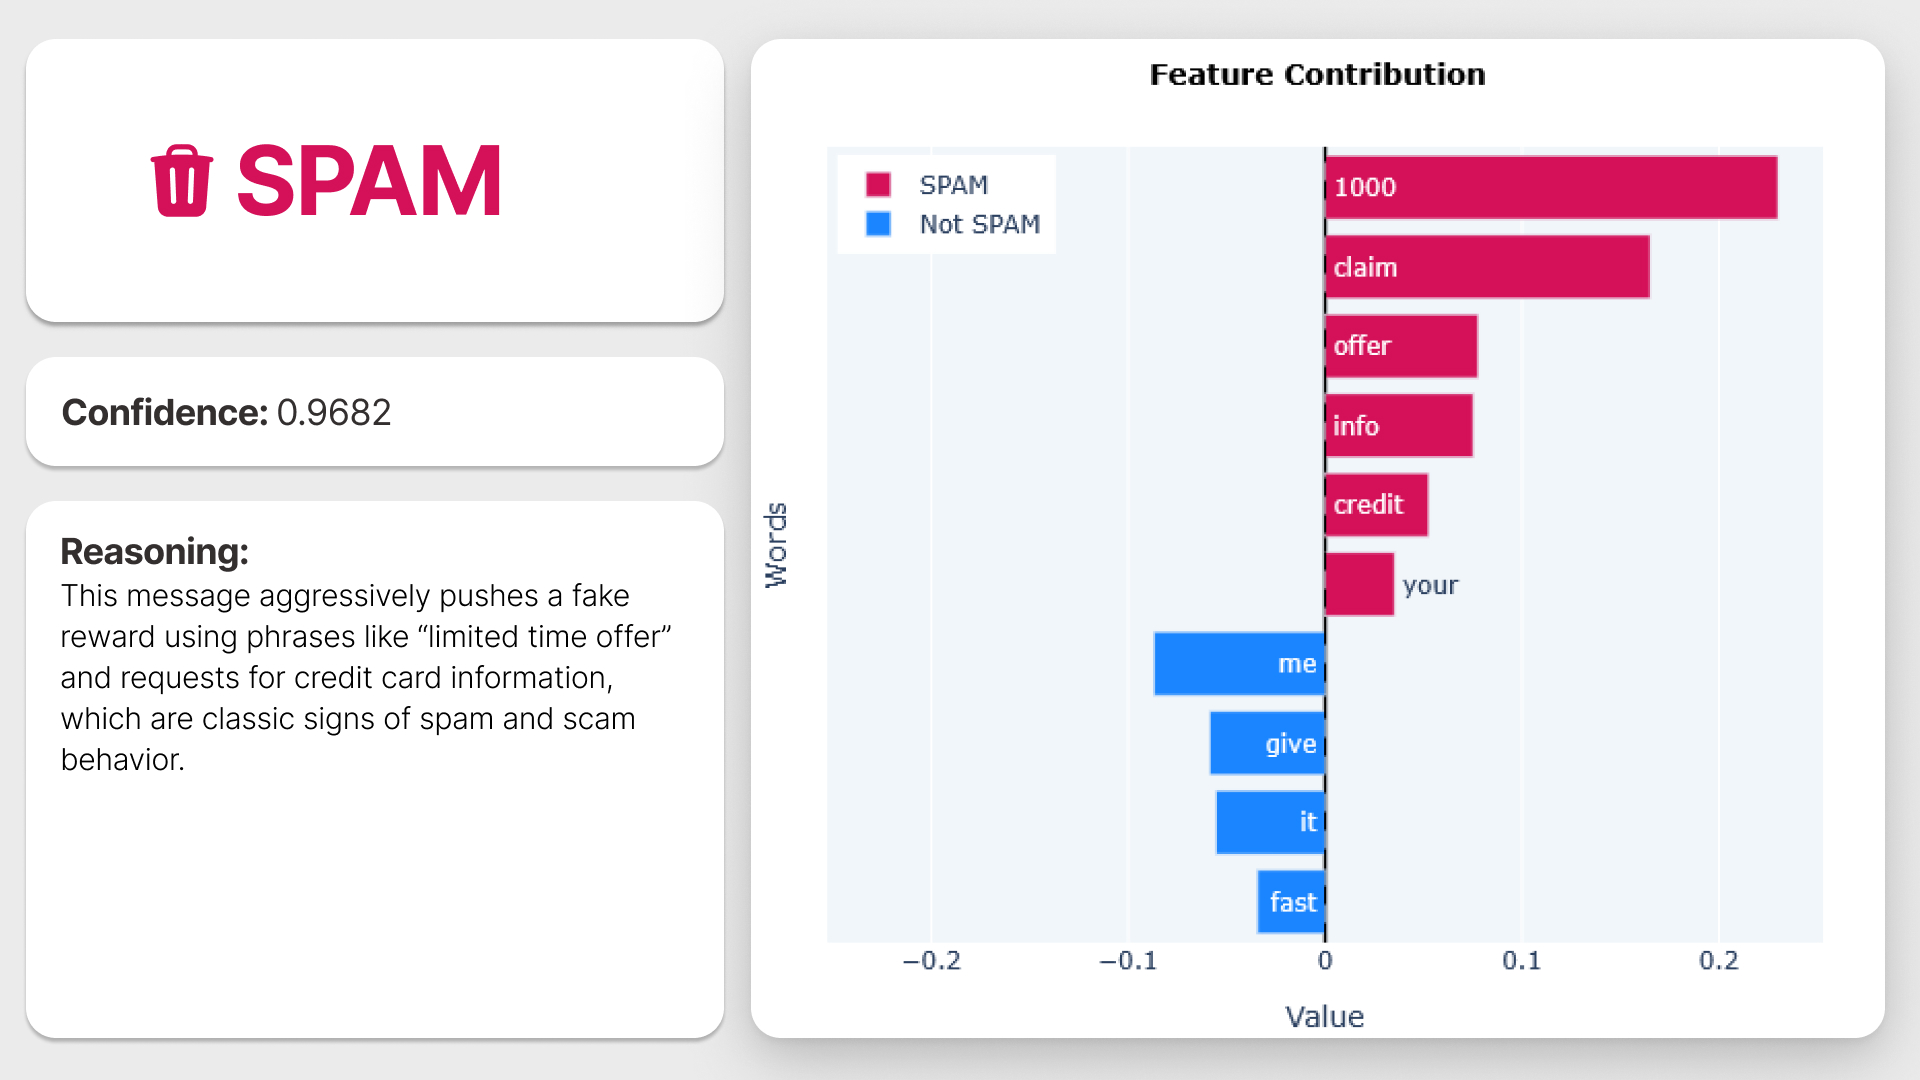 SPAM
Confidence: 0.9682
Reasoning:
This message aggressively pushes a fake
reward using phrases like “limited time offer”
and requests for credit card information,
which are classic signs of spam and scam
behavior.
Feature Contribution
SPAM
Not SPAM
Words
1000
claim
offer
info
credit
your
me
give
it
fast
−0.2 −0.1 0 0.1 0.2
Value